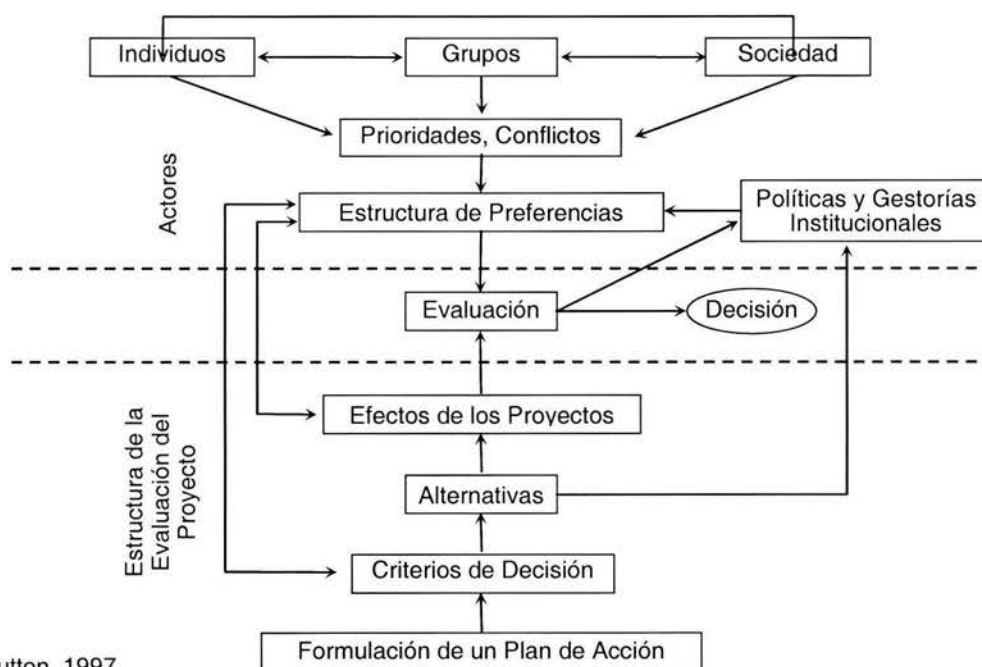 Individuos
Grupos
Sociedad
Prioridades, Conflictos
Actores
Estructura de Preferencias
Políticas y Gestorías
Institucionales
Evaluación
Decisión
Efectos de los Proyectos
Alternativas
Estructura de la
Evaluación del
Proyecto
Criterios de Decisión
Formulación de un Plan de Acción
1997